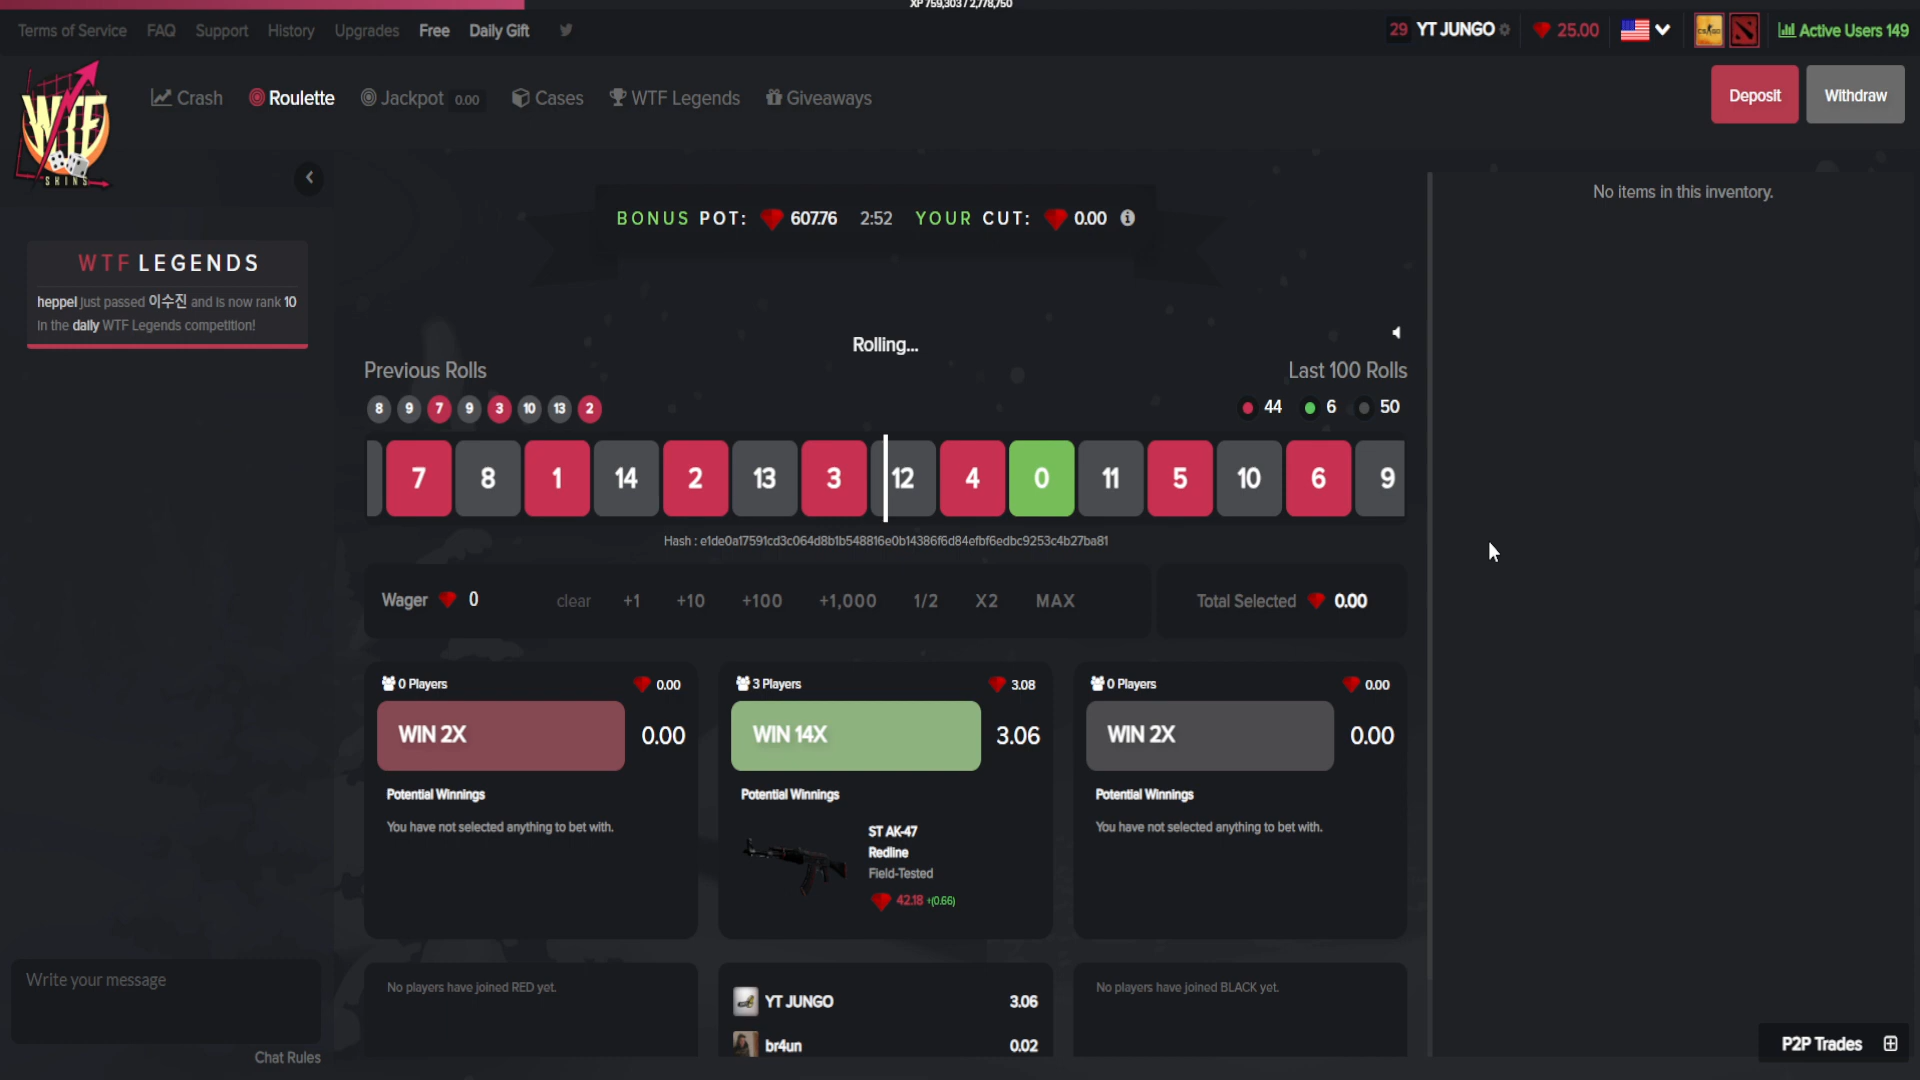 XP 759,303 / 2,778,750
Terms of Service FAQ Support History Upgrades Free Daily Gift
29 YT JUNGO 25.00 Active Users 149
WTF
SKINS
Crash Roulette Jackpot 0.00 Cases WTF Legends Giveaways
Deposit Withdraw
BONUS POT: 607.76 2:52 YOUR CUT: 0.00
No items in this inventory.
WTF LEGENDS
heppel just passed 이수진 and is now rank 10
in the daily WTF Legends competition!
Rolling...
Previous Rolls
Last 100 Rolls
8 9 7 9 3 10 13 2
44 6 50
7 8 1 14 2 13 3 12 4 0 11 5 10 6 9
Hash : e1de0a17591cd3c064d8b1b548816e0b14386f6d84efbf6edbc9253c4b27ba81
Wager 0 clear +1 +10 +100 +1,000 1/2 X2 MAX
Total Selected 0.00
0 Players 0.00
WIN 2X 0.00
Potential Winnings
You have not selected anything to bet with.
No players have joined RED yet.
3 Players 3.08
WIN 14X 3.06
Potential Winnings
ST AK-47
Redline
Field-Tested
42.18 +(0.66)
YT JUNGO 3.06
br4un 0.02
0 Players 0.00
WIN 2X 0.00
Potential Winnings
You have not selected anything to bet with.
No players have joined BLACK yet.
Write your message
Chat Rules
P2P Trades